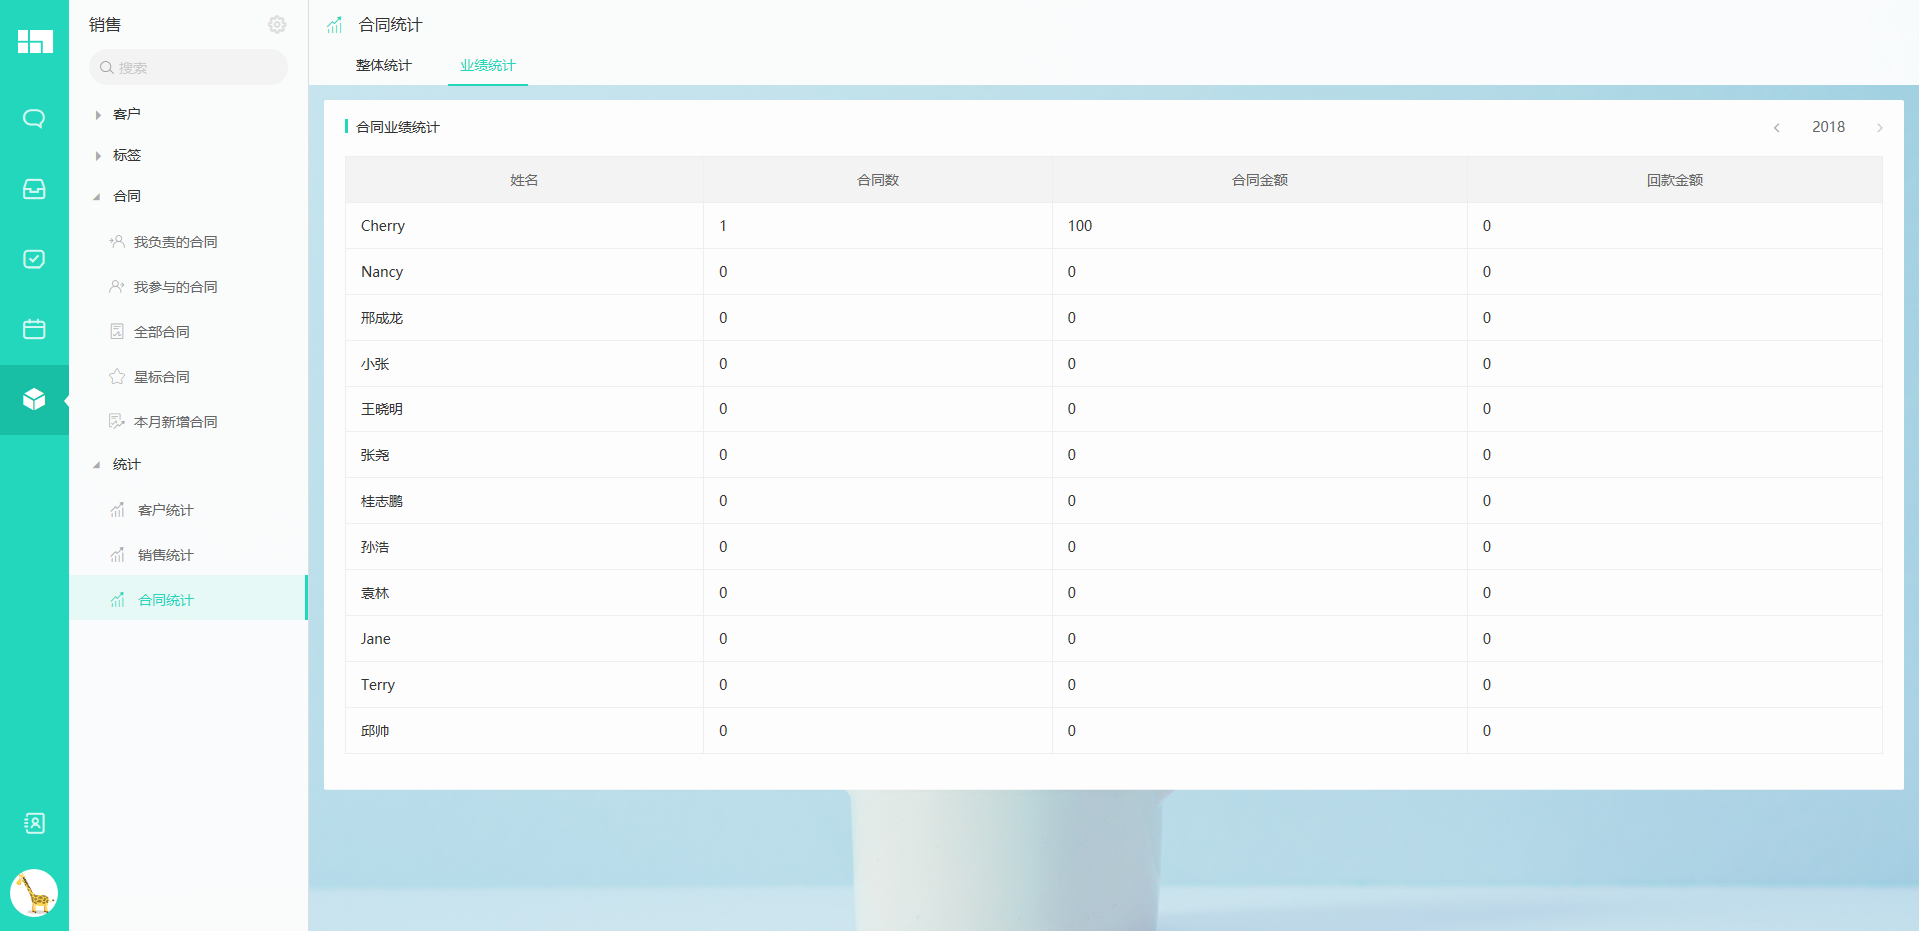 销售
搜索
客户
标签
合同
我负责的合同
我参与的合同
全部合同
星标合同
本月新增合同
统计
客户统计
销售统计
合同统计
合同统计
整体统计 业绩统计
合同业绩统计 2018
姓名 合同数 合同金额 回款金额
Cherry 1 100 0
Nancy 0 0 0
邢成龙 0 0 0
小张 0 0 0
王晓明 0 0 0
张尧 0 0 0
桂志鹏 0 0 0
孙浩 0 0 0
袁林 0 0 0
Jane 0 0 0
Terry 0 0 0
邱帅 0 0 0